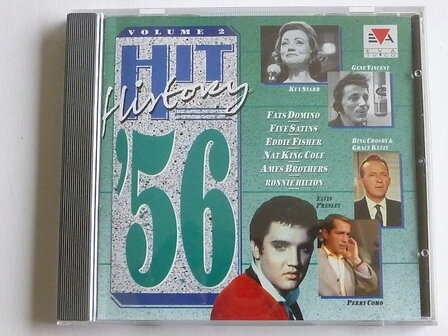 VOLUME 2
HIT
History
'56
EVA
KAY STARR
GENE VINCENT
FATS DOMINO
FIVE SATINS
EDDIE FISHER
NAT KING COLE
AMES BROTHERS
RONNIE HILTON
BING CROSBY &
GRACE KELLY
ELVIS
PRESLEY
PERRY COMO